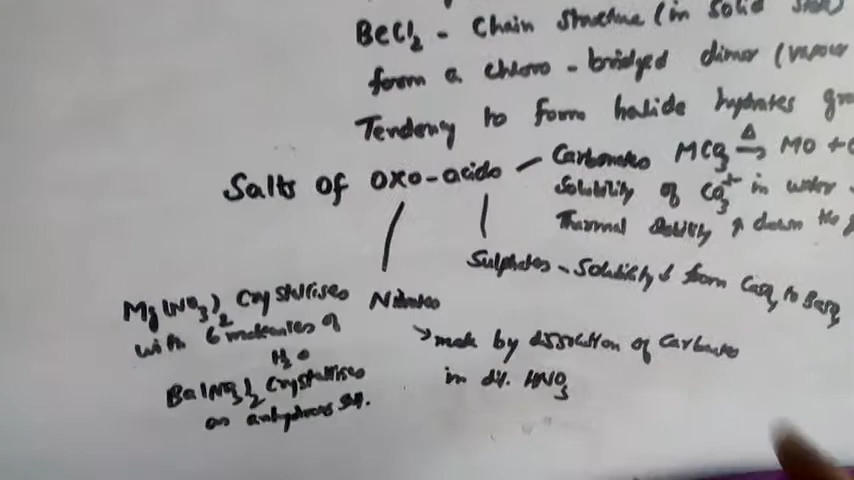 BeCl2 - Chain structure (in solid state)
form a chloro - bridged dimer (vapour
Tendency to form halide hydrates
Salts of oxo-acids - Carbonates MCO3 Δ→ MO +
Solubility of CO3 in water
Thermal stability ↑ down the
Sulphates - Solubility ↓ from CaSO4 to BaSO4
Nitrates
→ made by dissolution of carbonates
in dil. HNO3
Mg(NO3)2 crystallises
with 6 molecules of
H2O
Ba(NO3)2 crystallises
as anhydrous